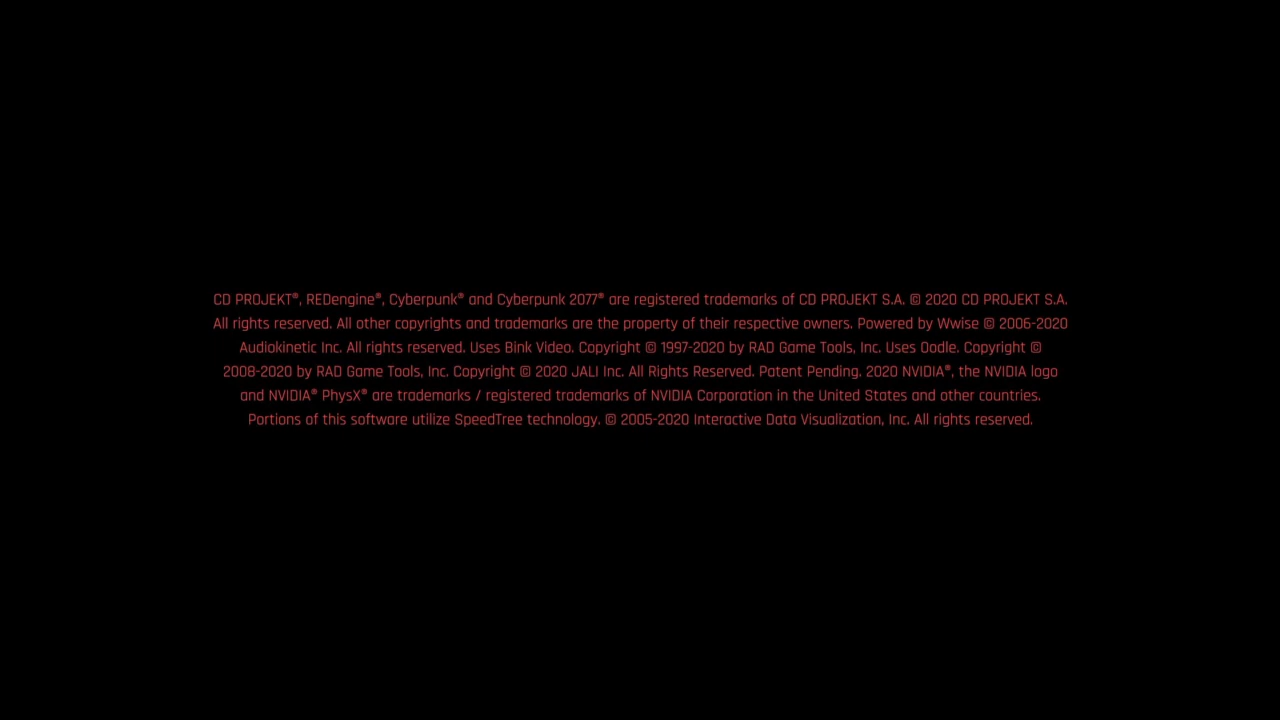 CD PROJEKT®, REDengine®, Cyberpunk® and Cyberpunk 2077® are registered trademarks of CD PROJEKT S.A. © 2020 CD PROJEKT S.A.
All rights reserved. All other copyrights and trademarks are the property of their respective owners. Powered by Wwise © 2006-2020
Audiokinetic Inc. All rights reserved. Uses Bink Video. Copyright © 1997-2020 by RAD Game Tools, Inc. Uses Oodle. Copyright ©
2008-2020 by RAD Game Tools, Inc. Copyright © 2020 JALI Inc. All Rights Reserved. Patent Pending. 2020 NVIDIA®, the NVIDIA logo
and NVIDIA® PhysX® are trademarks / registered trademarks of NVIDIA Corporation in the United States and other countries.
Portions of this software utilize SpeedTree technology. © 2005-2020 Interactive Data Visualization, Inc. All rights reserved.